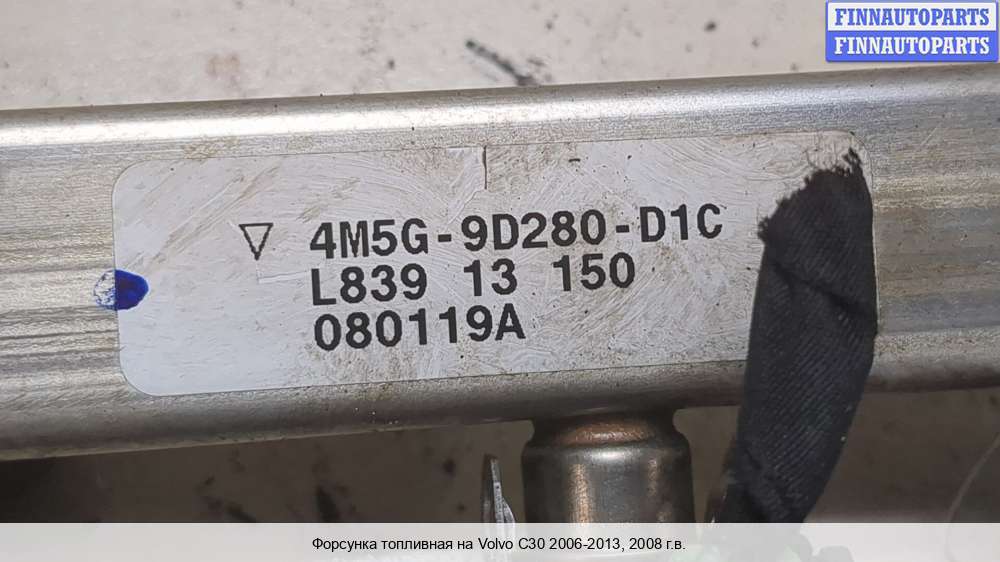 FINNAUTOPARTS
FINNAUTOPARTS
4M5G-9D280-D1C
L839 13 150
080119A
Форсунка топливная на Volvo C30 2006-2013, 2008 г.в.